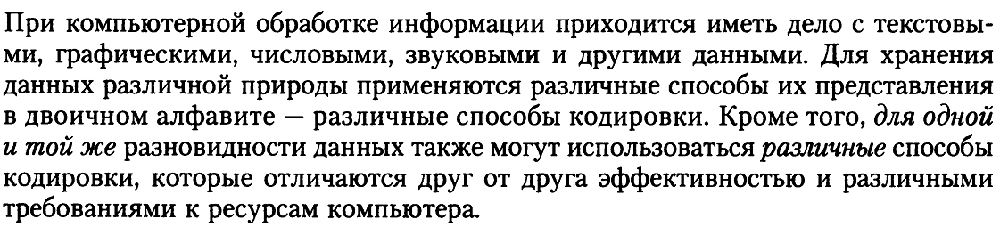 При компьютерной обработке информации приходится иметь дело с текстовы-
ми, графическими, числовыми, звуковыми и другими данными. Для хранения
данных различной природы применяются различные способы их представления
в двоичном алфавите — различные способы кодировки. Кроме того, для одной
и той же разновидности данных также могут использоваться различные способы
кодировки, которые отличаются друг от друга эффективностью и различными
требованиями к ресурсам компьютера.